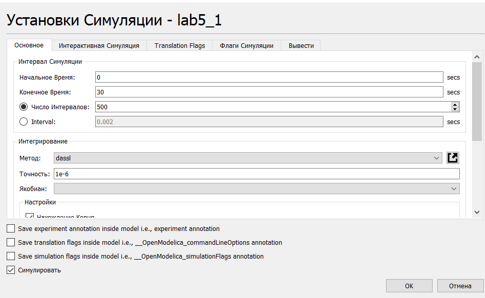 Установки Симуляции - lab5_1
Основное Интерактивная Симуляция Translation Flags Флаги Симуляции Вывести
Интервал Симуляции
Начальное Время: 0 secs
Конечное Время: 30 secs
Число Интервалов: 500
Interval: 0.002 secs
Интегрирование
Метод: dassl
Точность: 1e-6
Якобиан:
Настройки
Save experiment annotation inside model i.e., experiment annotation
Save translation flags inside model i.e., __OpenModelica_commandLineOptions annotation
Save simulation flags inside model i.e., __OpenModelica_simulationFlags annotation
Симулировать
OK Отмена